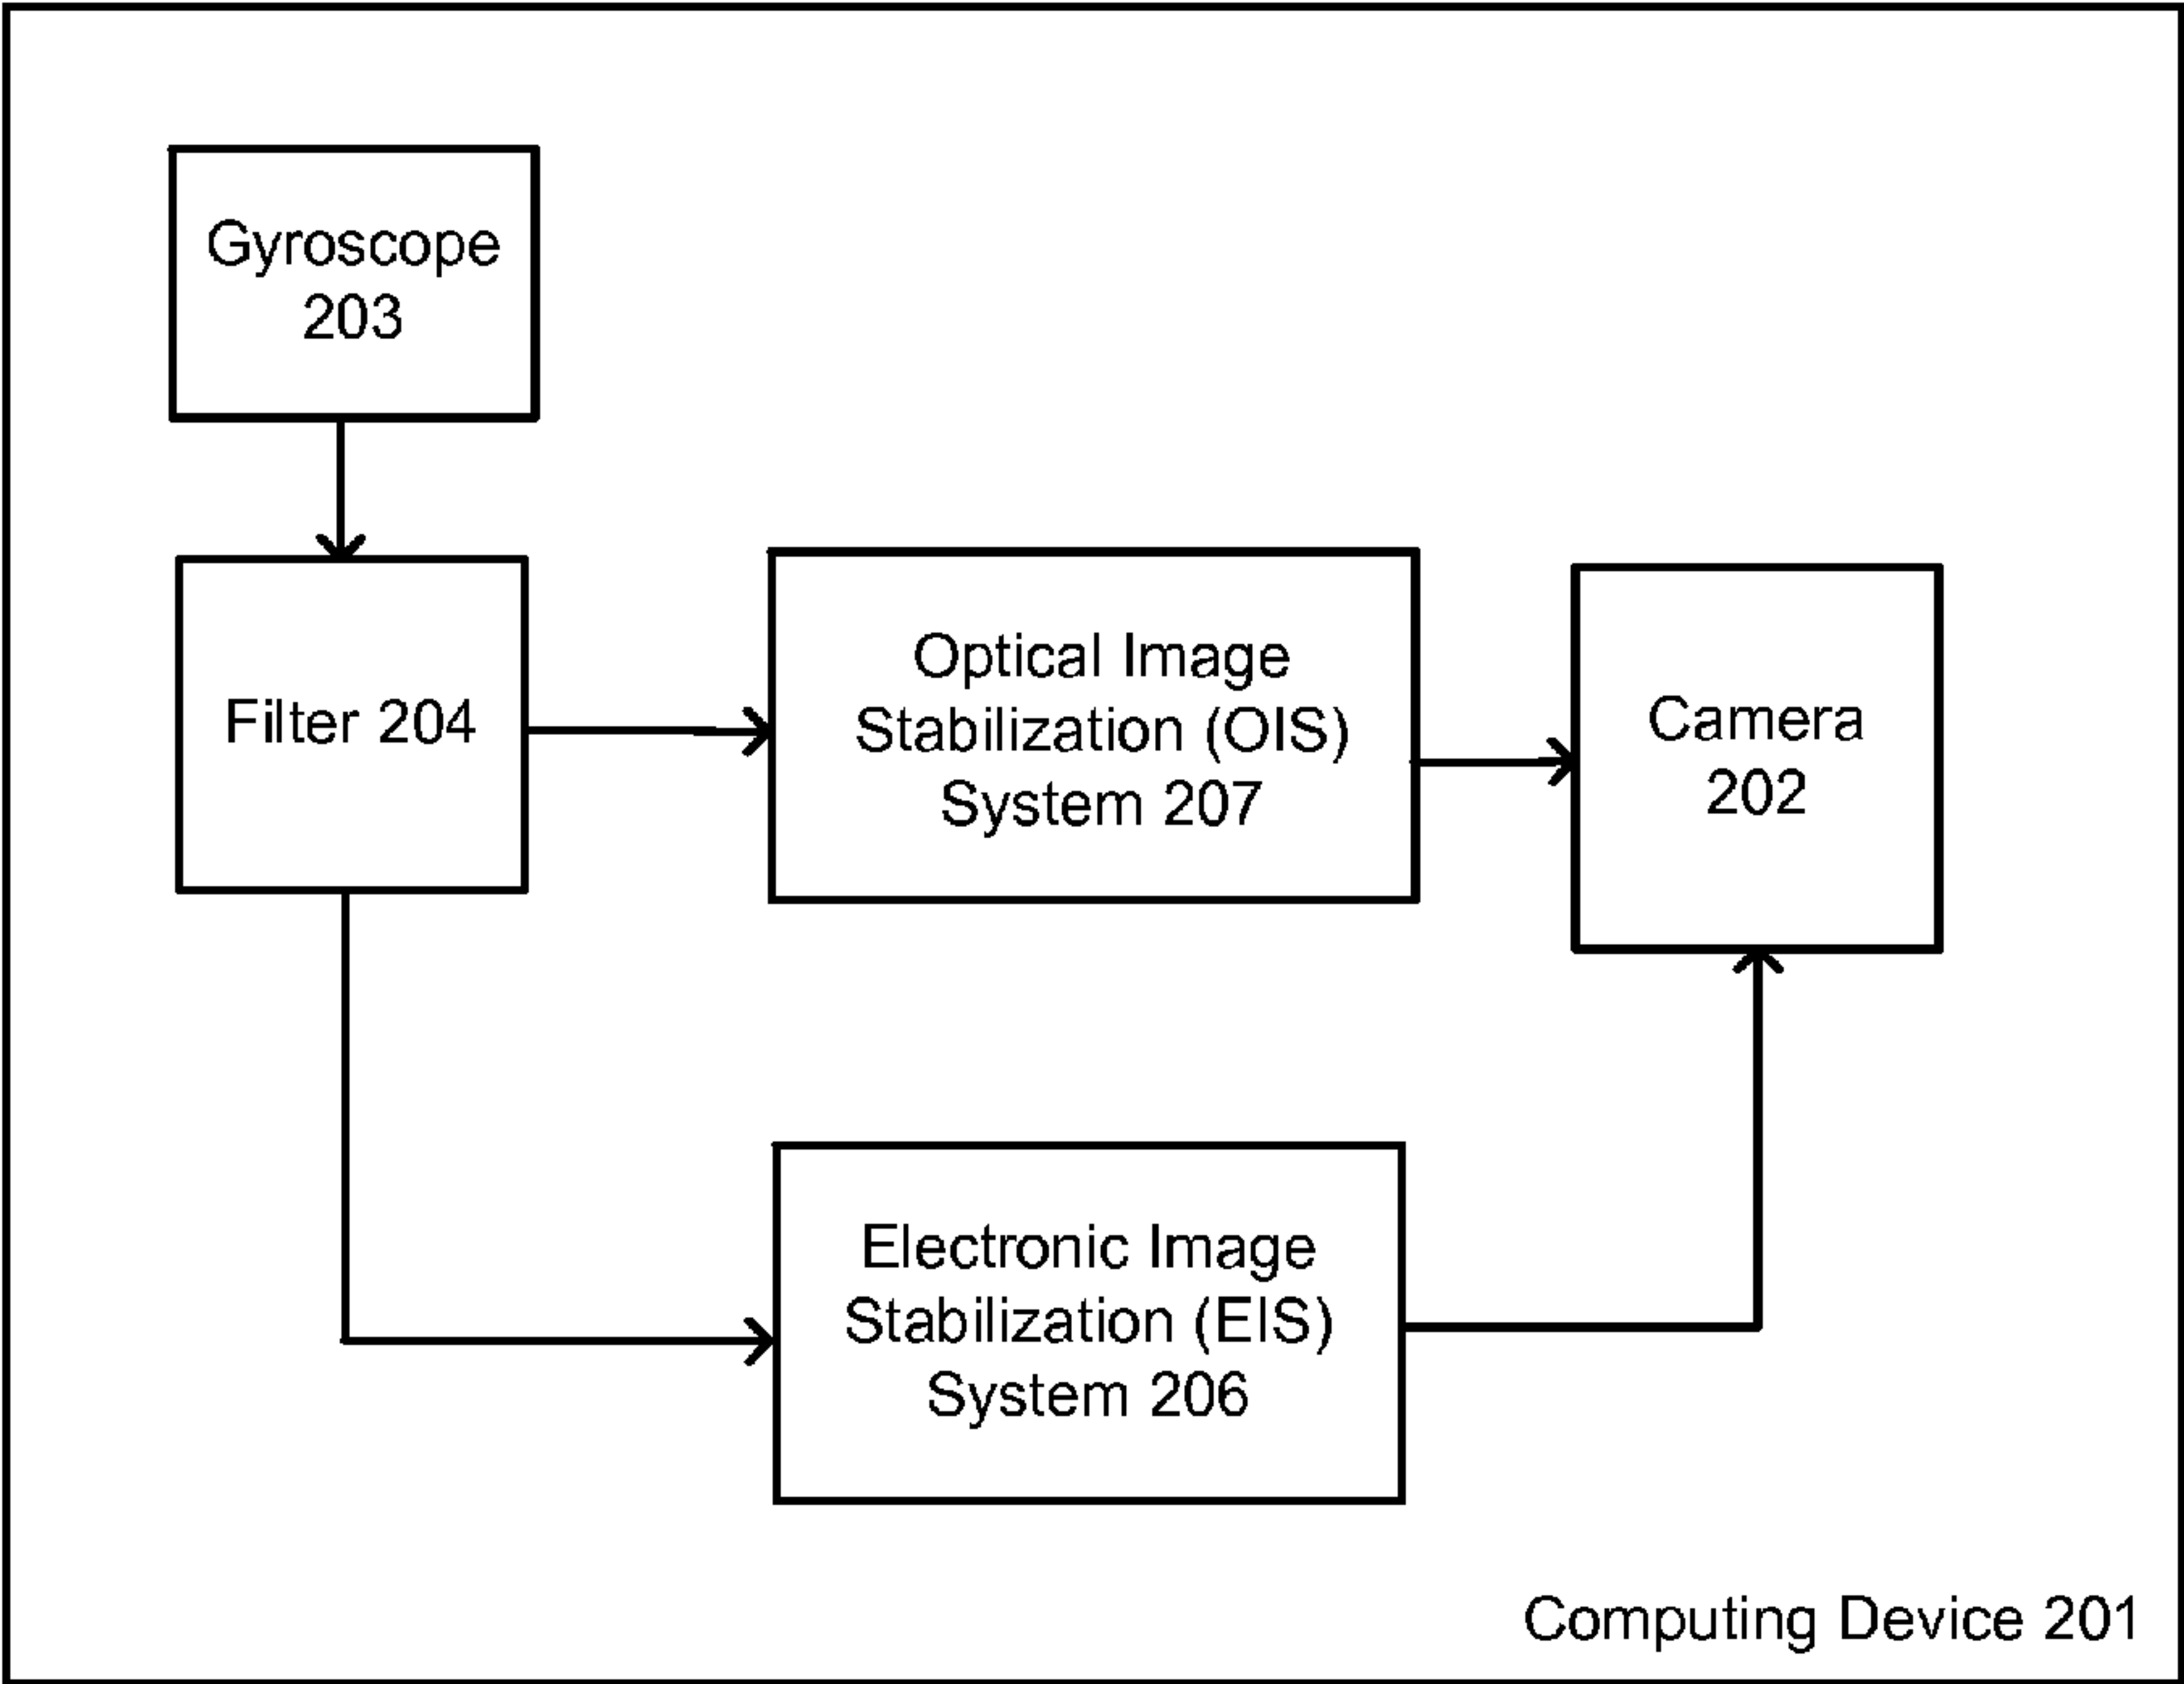 Gyroscope
203
Filter 204
Optical Image
Stabilization (OIS)
System 207
Camera
202
Electronic Image
Stabilization (EIS)
System 206
Computing Device 201